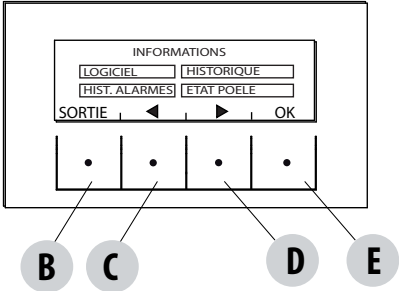 INFORMATIONS
LOGICIEL HISTORIQUE
HIST. ALARMES ETAT POELE
SORTIE OK
B C D E